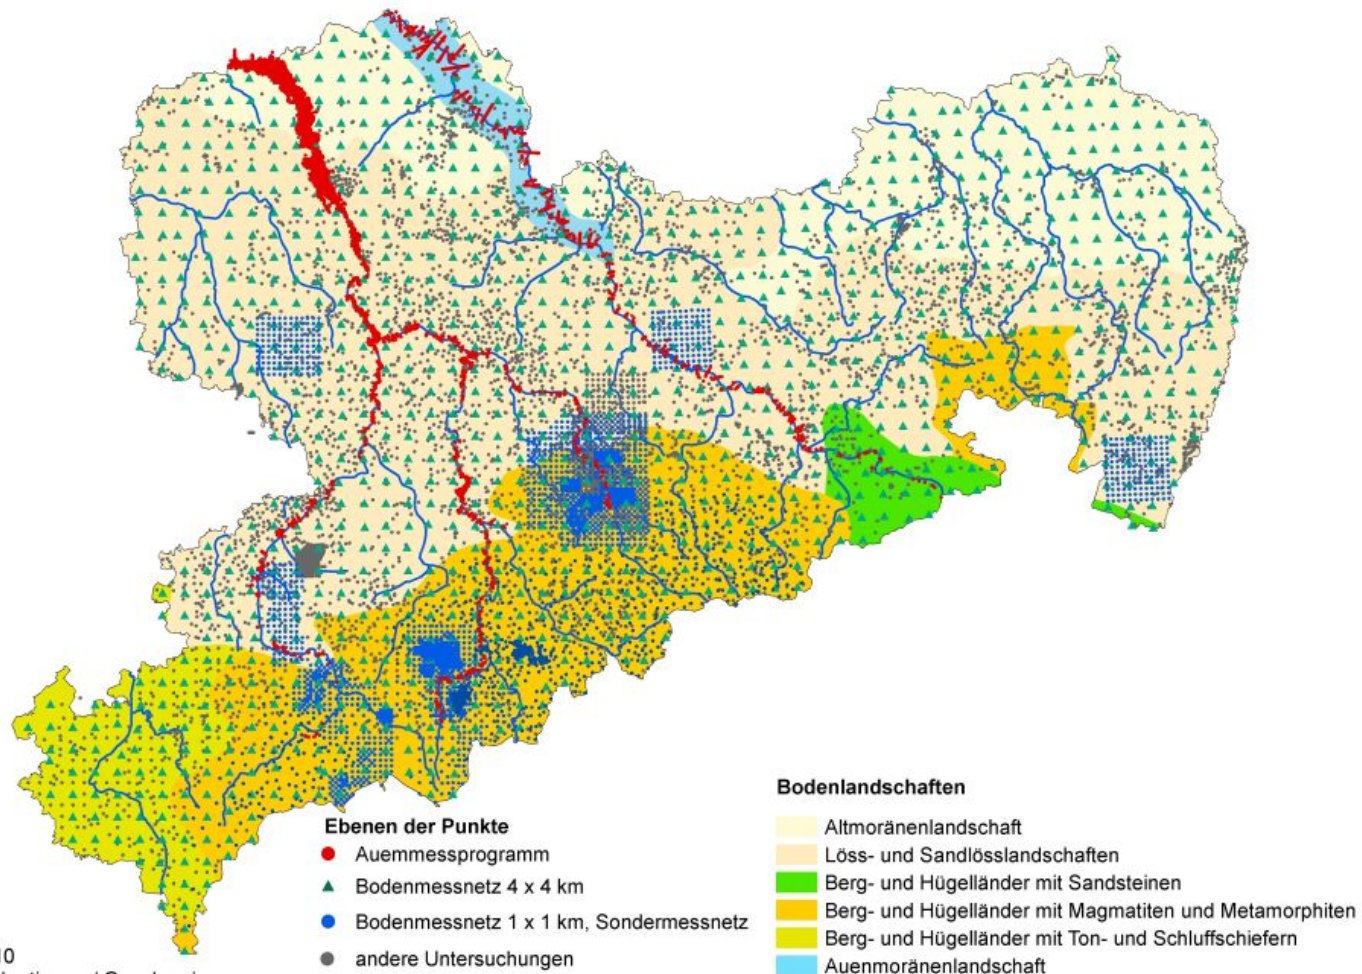 Ebenen der Punkte
Auemmessprogramm
Bodenmessnetz 4 x 4 km
Bodenmessnetz 1 x 1 km, Sondermessnetz
andere Untersuchungen
Bodenlandschaften
Altmoränenlandschaft
Löss- und Sandlösslandschaften
Berg- und Hügelländer mit Sandsteinen
Berg- und Hügelländer mit Magmatiten und Metamorphiten
Berg- und Hügelländer mit Ton- und Schluffschiefern
Auenmoränenlandschaft